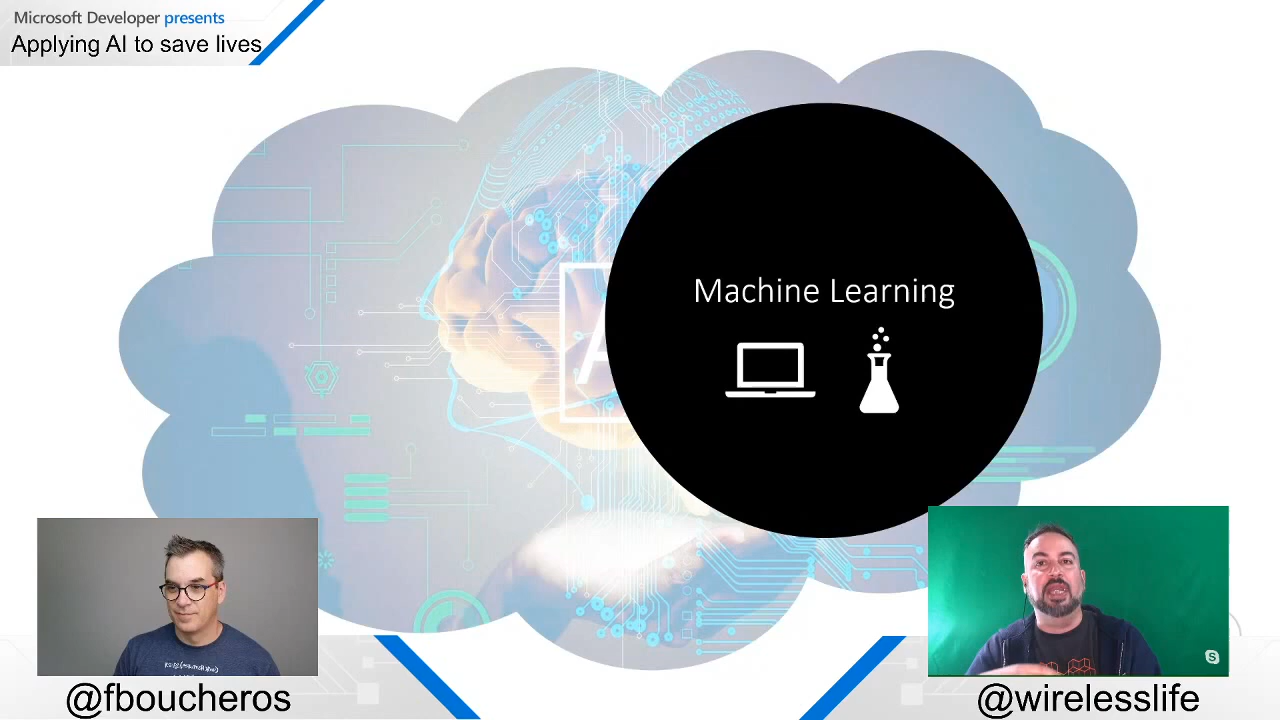 Microsoft Developer presents
Applying AI to save lives
Machine Learning
@fboucheros
@wirelesslife